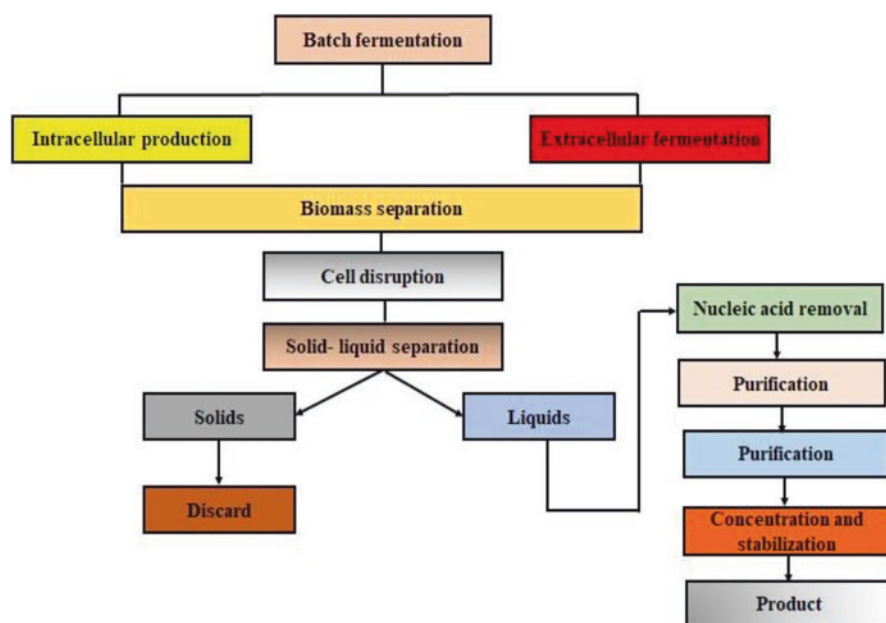 Batch fermentation
Intracellular production
Extracellular fermentation
Biomass separation
Cell disruption
Solid- liquid separation
Solids
Liquids
Discard
Nucleic acid removal
Purification
Purification
Concentration and
stabilization
Product